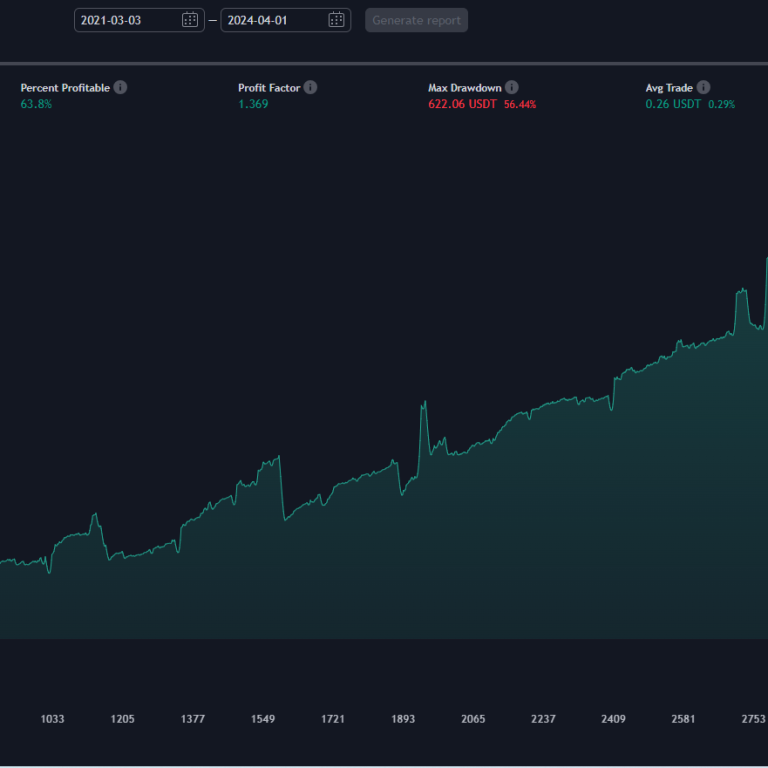 2021-03-03 — 2024-04-01 Generate report
Percent Profitable Profit Factor Max Drawdown Avg Trade
63.8% 1.369 622.06 USDT 56.44% 0.26 USDT 0.29%
1033 1205 1377 1549 1721 1893 2065 2237 2409 2581 2753